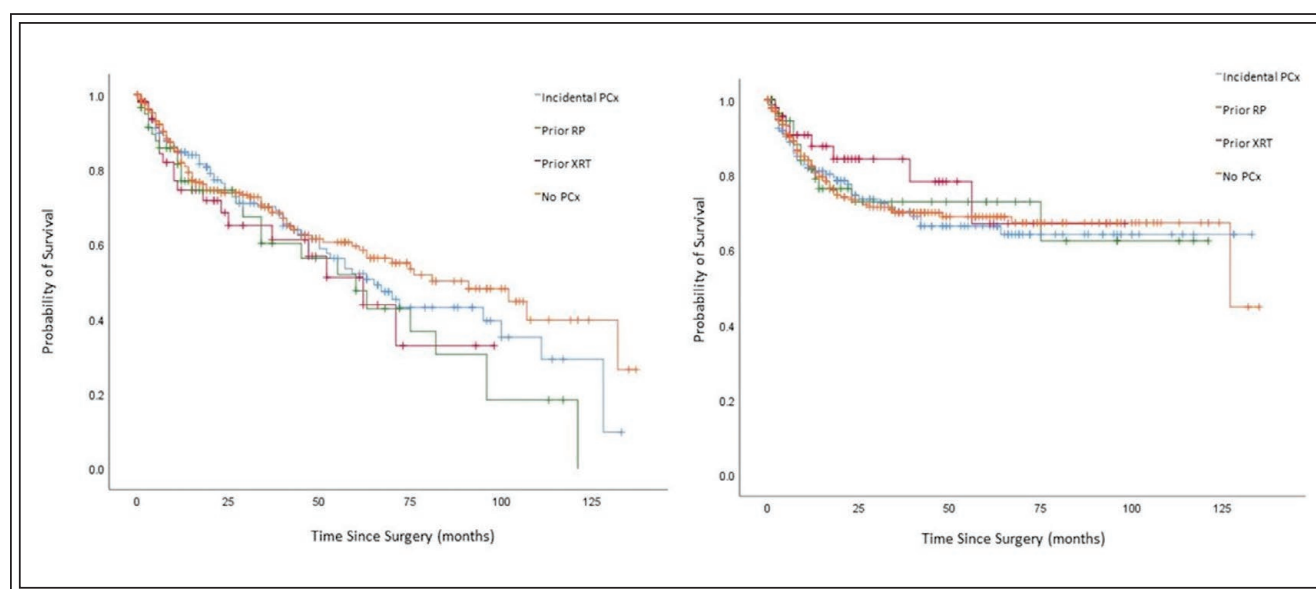 Incidental PCx
Prior RP
Prior XRT
No PCx
Probability of Survival
1.0
0.8
0.6
0.4
0.2
0.0
0
25
50
75
100
125
Time Since Surgery (months)
Incidental PCx
Prior RP
Prior XRT
No PCx
Probability of Survival
1.0
0.8
0.6
0.4
0.2
0.0
0
25
50
75
100
125
Time Since Surgery (months)